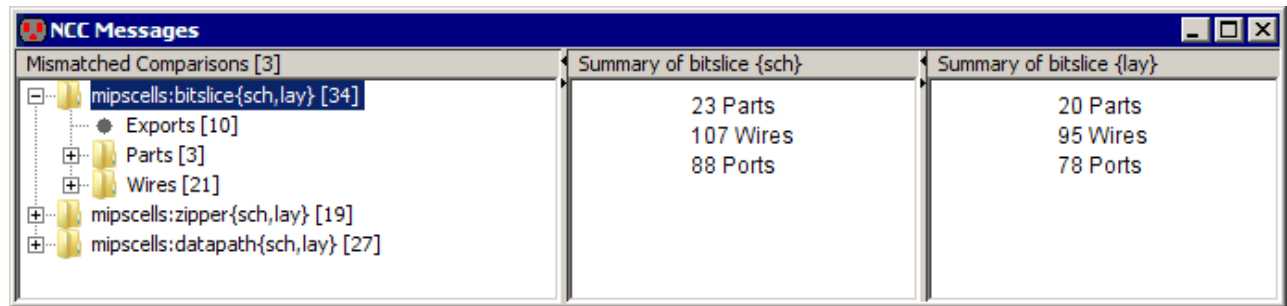 NCC Messages
Mismatched Comparisons [3]
mipscells:bitslice{sch,lay} [34]
Exports [10]
Parts [3]
Wires [21]
mipscells:zipper{sch,lay} [19]
mipscells:datapath{sch,lay} [27]
Summary of bitslice {sch}
23 Parts
107 Wires
88 Ports
Summary of bitslice {lay}
20 Parts
95 Wires
78 Ports